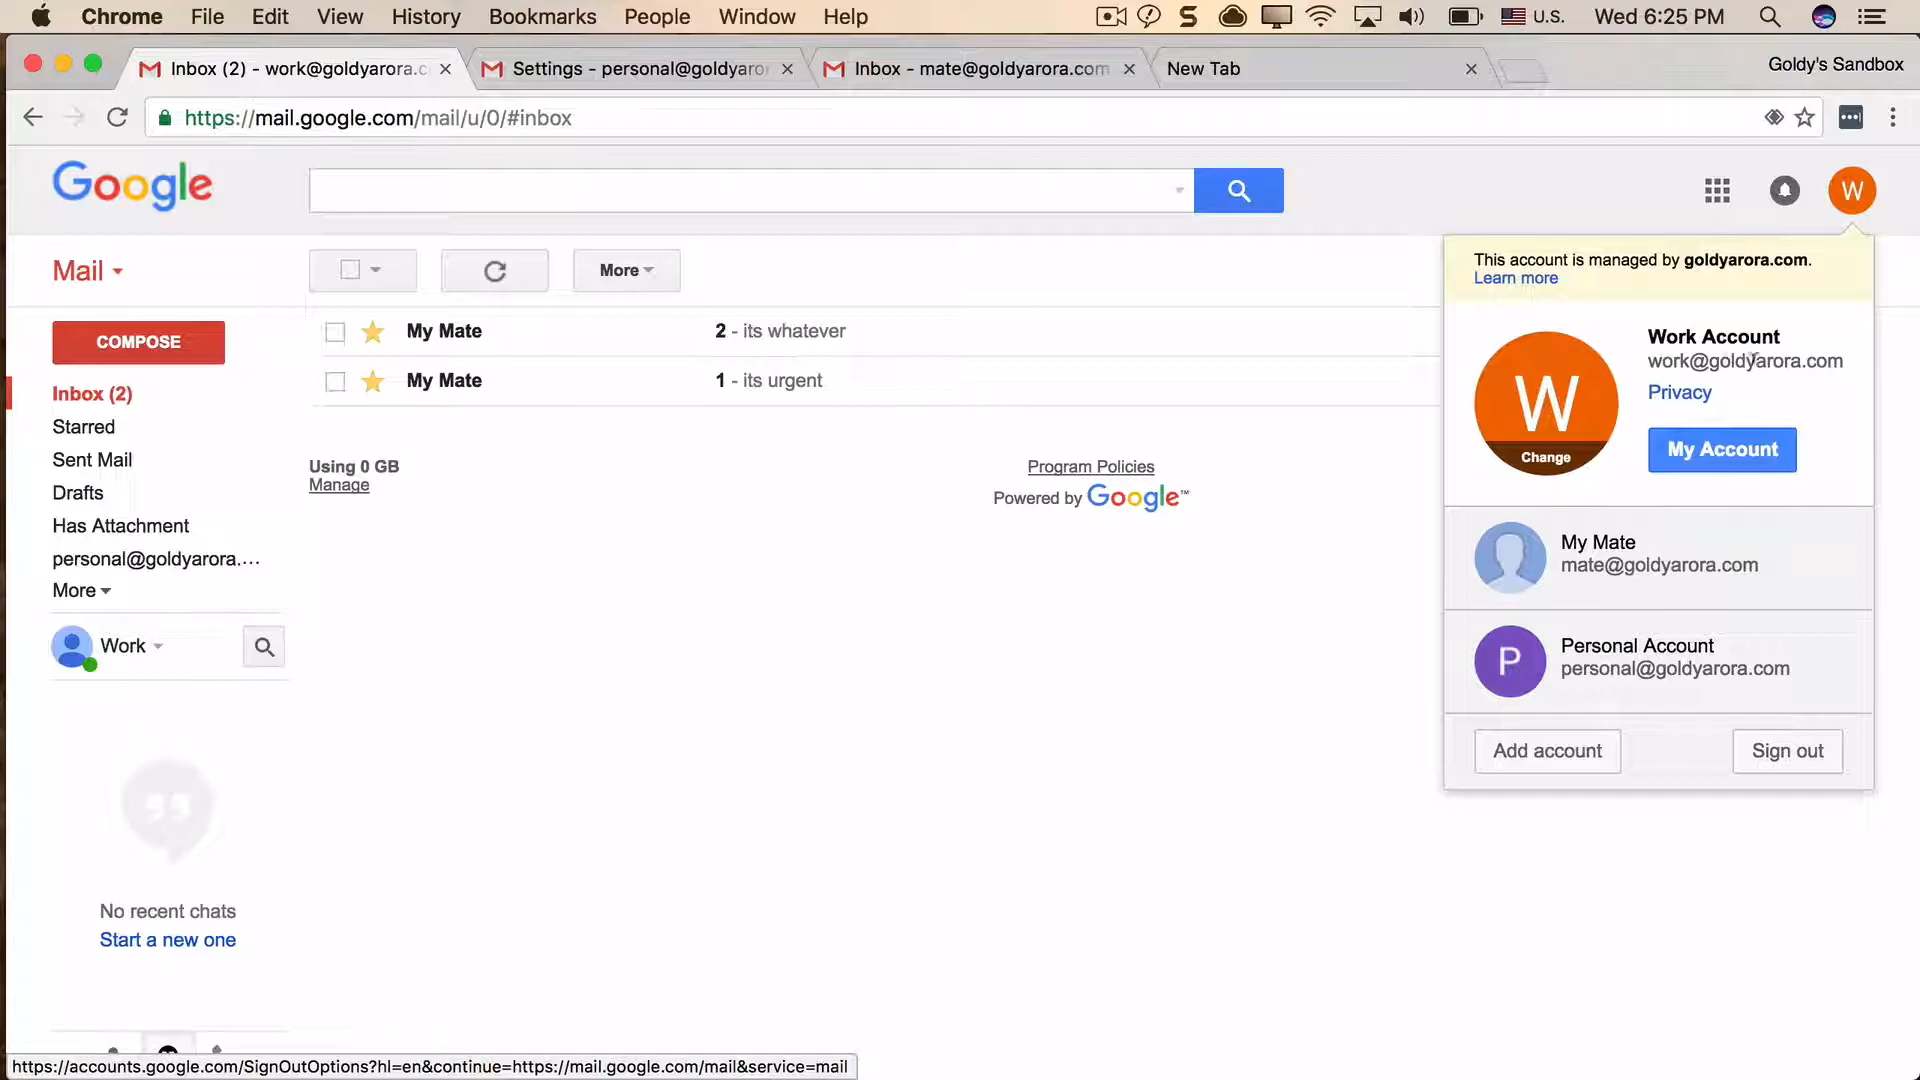 Chrome File Edit View History Bookmarks People Window Help U.S. Wed 6:25 PM
Inbox (2) - work@goldyarora.c Settings - personal@goldyaror Inbox - mate@goldyarora.com New Tab Goldy's Sandbox
https://mail.google.com/mail/u/0/#inbox
Google
W
Mail
More
This account is managed by goldyarora.com.
Learn more
COMPOSE
Inbox (2)
Starred
Sent Mail
Drafts
Has Attachment
personal@goldyarora....
More
Work
My Mate 2 - its whatever
My Mate 1 - its urgent
Using 0 GB
Manage
Program Policies
Powered by Google™
W
Change
Work Account
work@goldyarora.com
Privacy
My Account
My Mate
mate@goldyarora.com
P
Personal Account
personal@goldyarora.com
Add account Sign out
No recent chats
Start a new one
https://accounts.google.com/SignOutOptions?hl=en&continue=https://mail.google.com/mail&service=mail